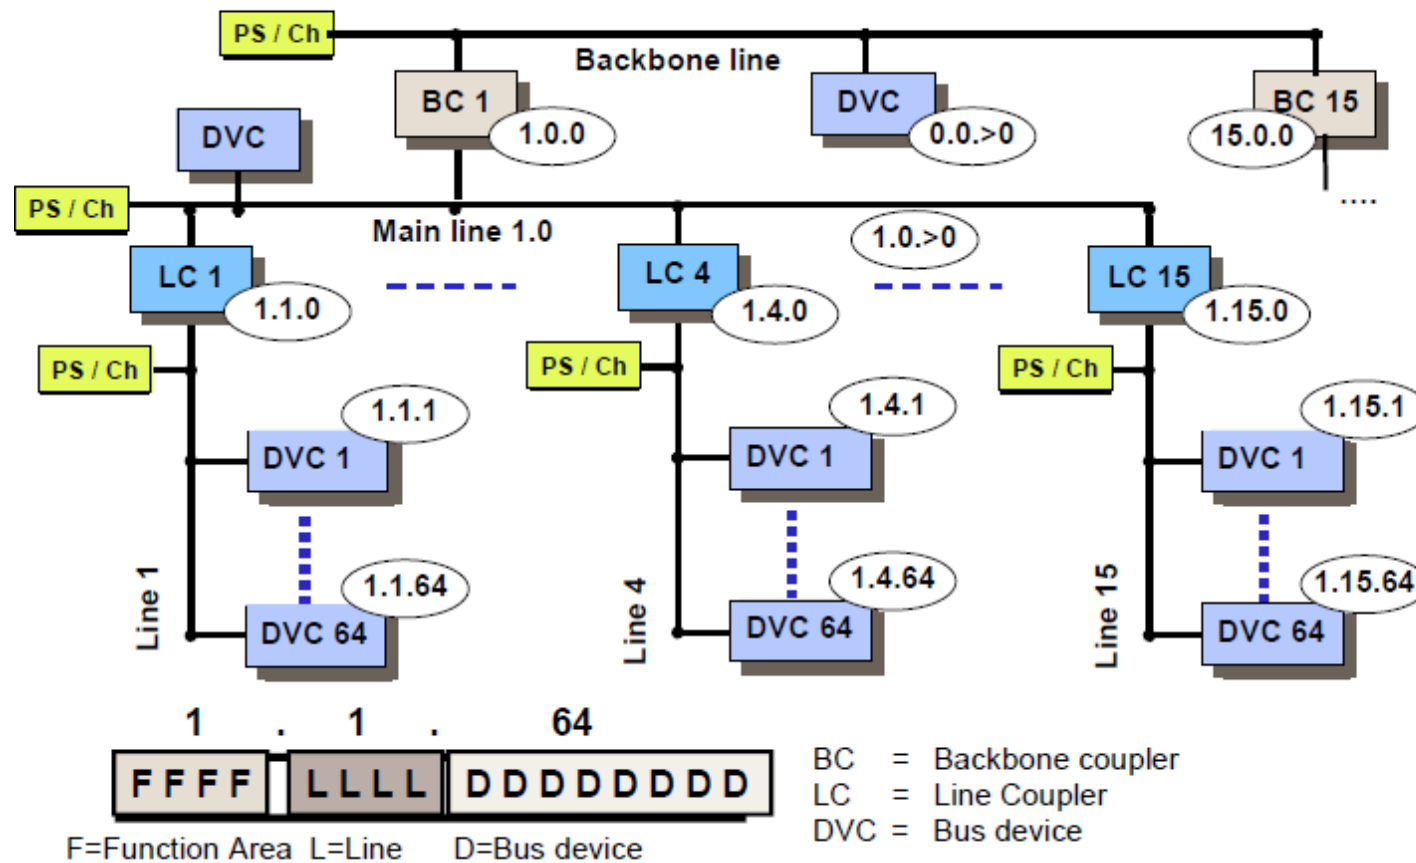 PS / Ch
Backbone line
BC 1
1.0.0
DVC
0.0.>0
BC 15
15.0.0
....
DVC
PS / Ch
Main line 1.0
1.0.>0
LC 1
1.1.0
LC 4
1.4.0
LC 15
1.15.0
PS / Ch
PS / Ch
PS / Ch
1.1.1
DVC 1
1.4.1
DVC 1
1.15.1
DVC 1
Line 1
1.1.64
DVC 64
Line 4
1.4.64
DVC 64
Line 15
1.15.64
DVC 64
1 . 1 . 64
F F F F L L L L D D D D D D D D
F=Function Area L=Line D=Bus device
BC = Backbone coupler
LC = Line Coupler
DVC = Bus device